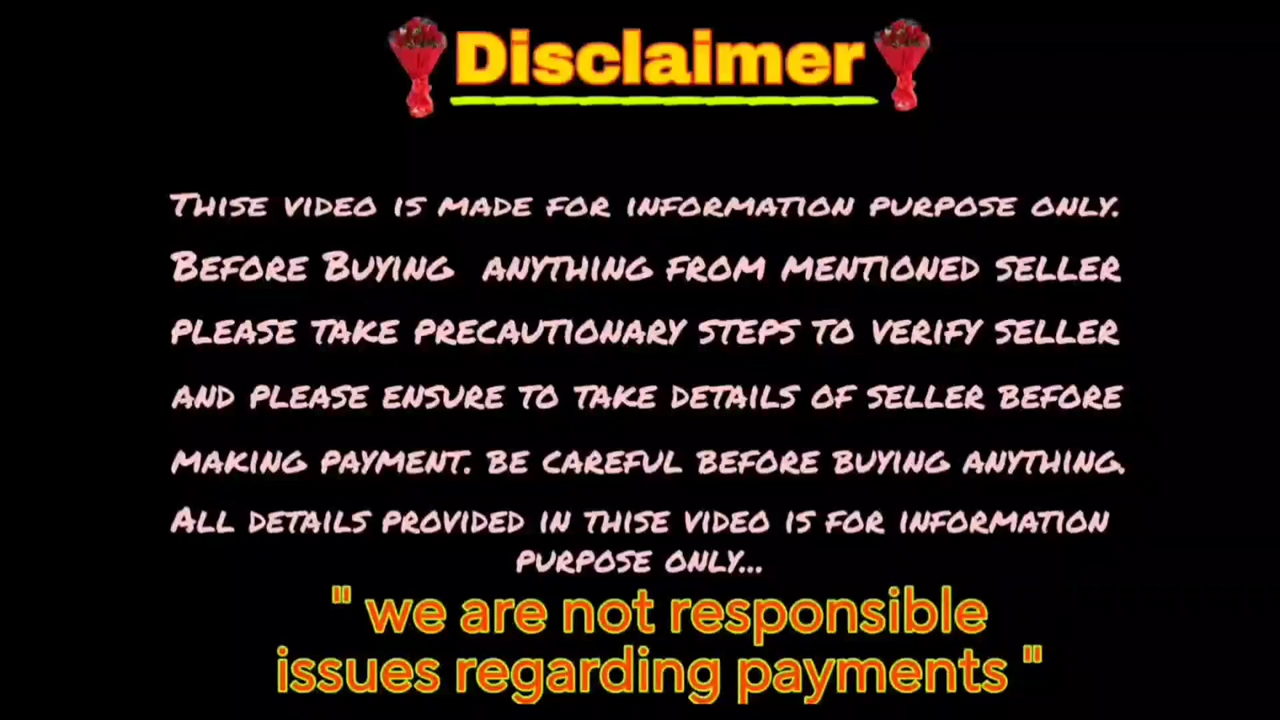 Disclaimer
THISE VIDEO IS MADE FOR INFORMATION PURPOSE ONLY.
BEFORE BUYING ANYTHING FROM MENTIONED SELLER
PLEASE TAKE PRECAUTIONARY STEPS TO VERIFY SELLER
AND PLEASE ENSURE TO TAKE DETAILS OF SELLER BEFORE
MAKING PAYMENT. BE CAREFUL BEFORE BUYING ANYTHING.
ALL DETAILS PROVIDED IN THISE VIDEO IS FOR INFORMATION
PURPOSE ONLY...
" we are not responsible
issues regarding payments "